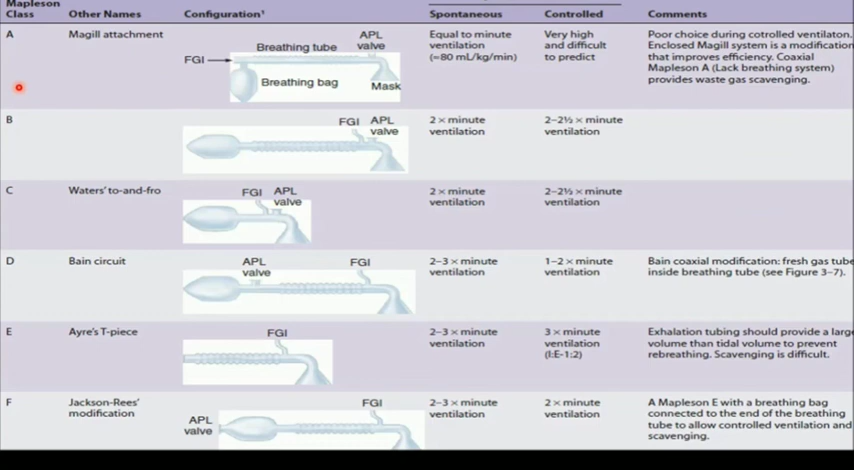 Mapleson
Class Other Names Configuration¹ Spontaneous Controlled Comments
A Magill attachment
FGI
Breathing tube
APL
valve
Breathing bag
Mask
Equal to minute
ventilation
(≈80 mL/kg/min)
Very high
and difficult
to predict
Poor choice during cotrolled ventilaton.
Enclosed Magill system is a modification
that improves efficiency. Coaxial
Mapleson A (Lack breathing system)
provides waste gas scavenging.
B
FGI APL
valve
2 × minute
ventilation
2–2½ × minute
ventilation
C Waters' to-and-fro
FGI APL
valve
2 × minute
ventilation
2–2½ × minute
ventilation
D Bain circuit
APL
valve
FGI
2–3 × minute
ventilation
1–2 × minute
ventilation
Bain coaxial modification: fresh gas tube
inside breathing tube (see Figure 3–7).
E Ayre's T-piece
FGI
2–3 × minute
ventilation
3 × minute
ventilation
(I:E-1:2)
Exhalation tubing should provide a large
volume than tidal volume to prevent
rebreathing. Scavenging is difficult.
F Jackson-Rees'
modification
APL
valve
FGI
2–3 × minute
ventilation
2 × minute
ventilation
A Mapleson E with a breathing bag
connected to the end of the breathing
tube to allow controlled ventilation and
scavenging.